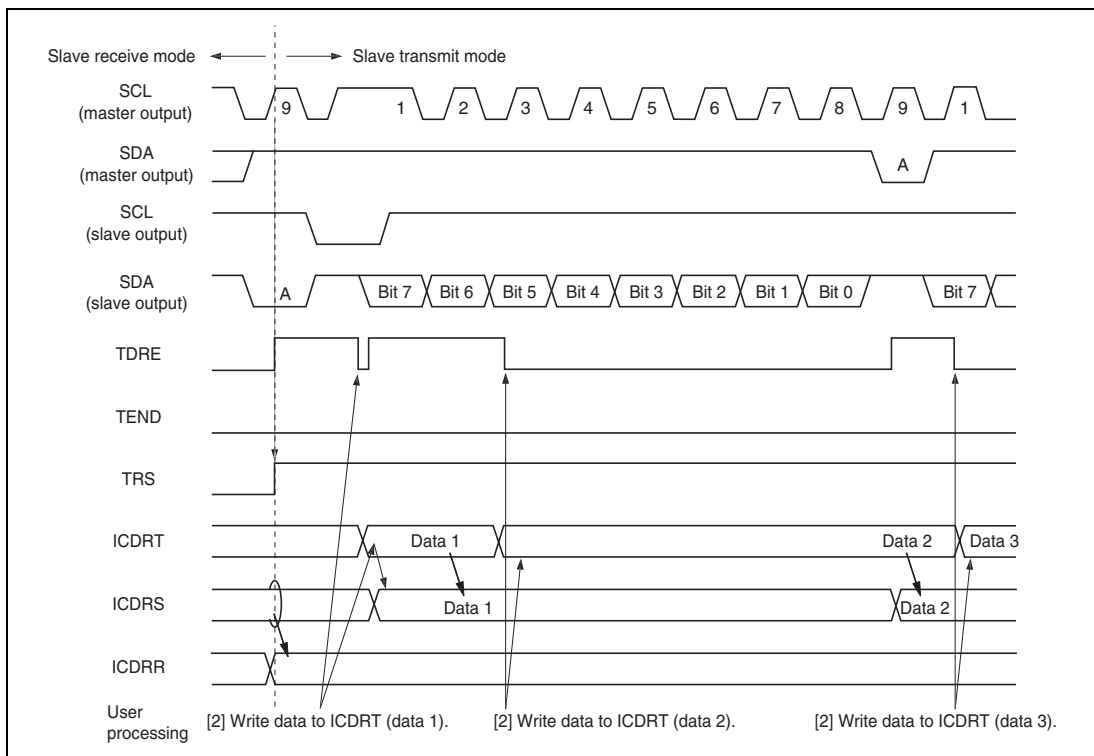 Slave receive mode
Slave transmit mode
SCL
(master output)
9
1
2
3
4
5
6
7
8
9
1
SDA
(master output)
A
SCL
(slave output)
SDA
(slave output)
A
Bit 7
Bit 6
Bit 5
Bit 4
Bit 3
Bit 2
Bit 1
Bit 0
Bit 7
TDRE
TEND
TRS
ICDRT
Data 1
Data 2
Data 3
ICDRS
Data 1
Data 2
ICDRR
User
processing
[2] Write data to ICDRT (data 1).
[2] Write data to ICDRT (data 2).
[2] Write data to ICDRT (data 3).